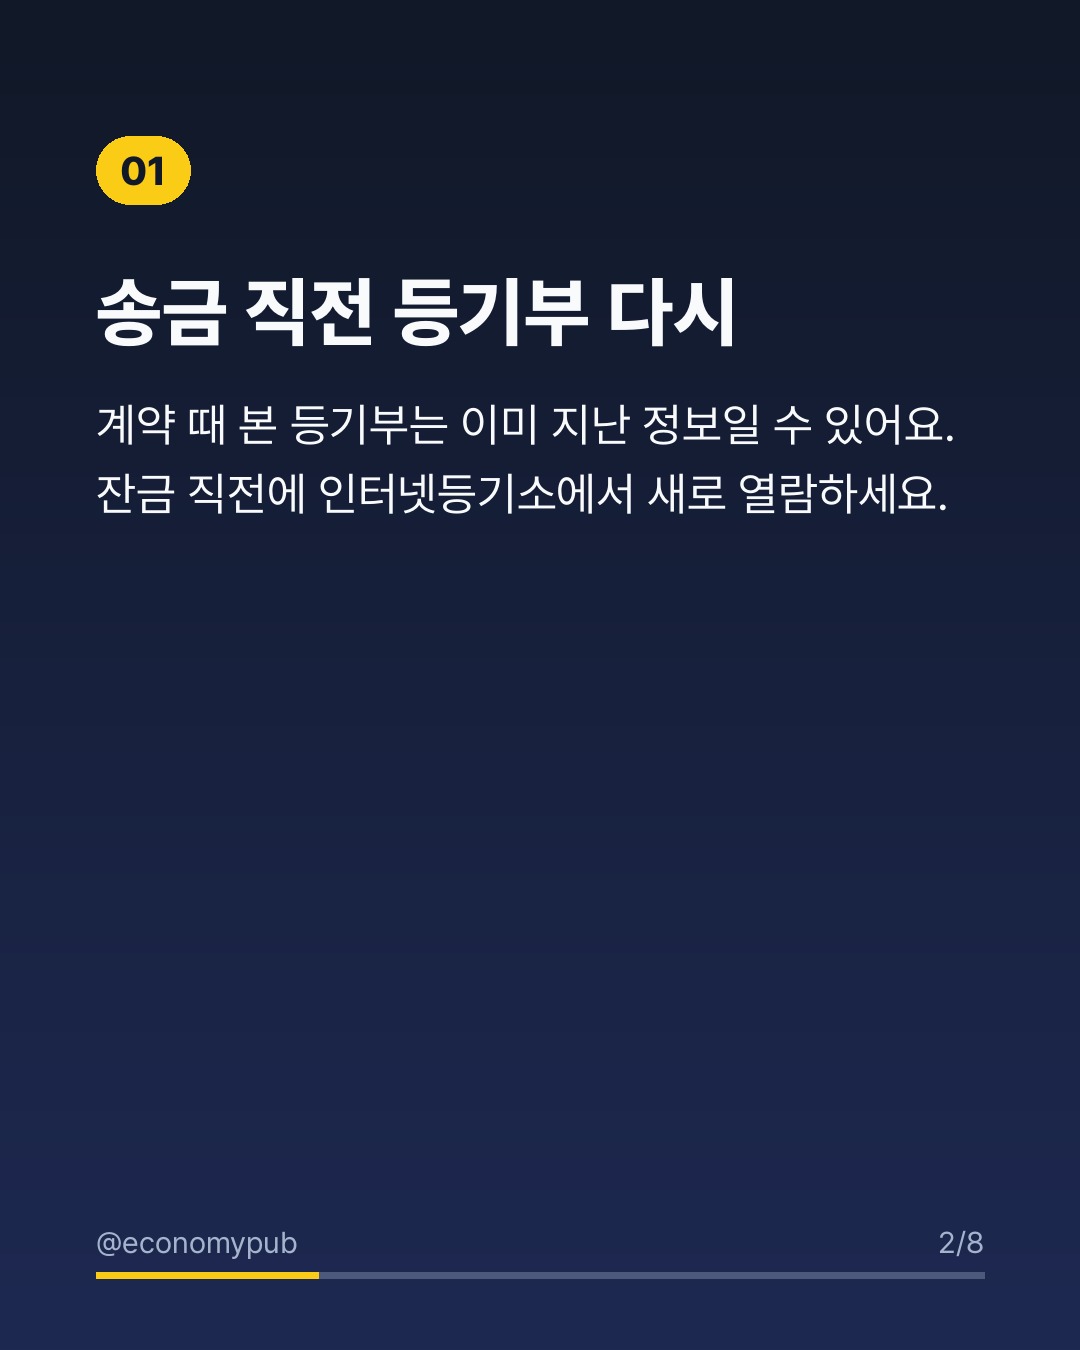 01
송금 직전 등기부 다시
계약 때 본 등기부는 이미 지난 정보일 수 있어요.
잔금 직전에 인터넷등기소에서 새로 열람하세요.
@economypub
2/8